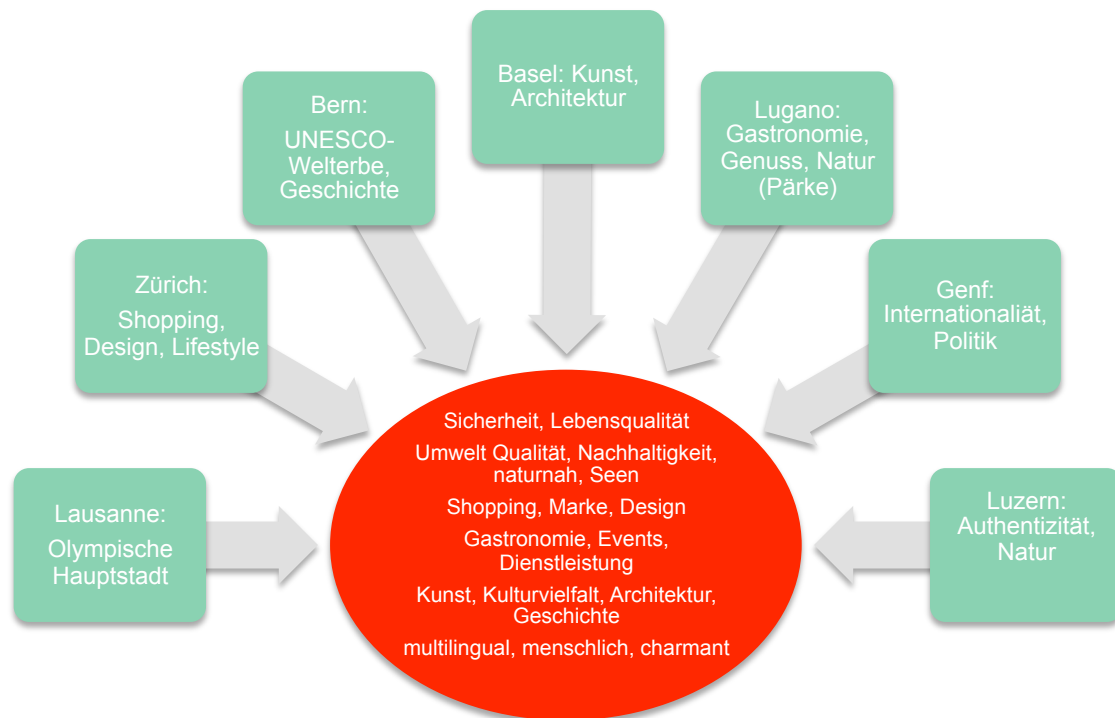 Basel: Kunst,
Architektur
Bern:
UNESCO-
Welterbe,
Geschichte
Lugano:
Gastronomie,
Genuss, Natur
(Pärke)
Zürich:
Shopping,
Design, Lifestyle
Genf:
Internationaliät,
Politik
Lausanne:
Olympische
Hauptstadt
Luzern:
Authentizität,
Natur
Sicherheit, Lebensqualität
Umwelt Qualität, Nachhaltigkeit,
naturnah, Seen
Shopping, Marke, Design
Gastronomie, Events,
Dienstleistung
Kunst, Kulturvielfalt, Architektur,
Geschichte
multilingual, menschlich, charmant